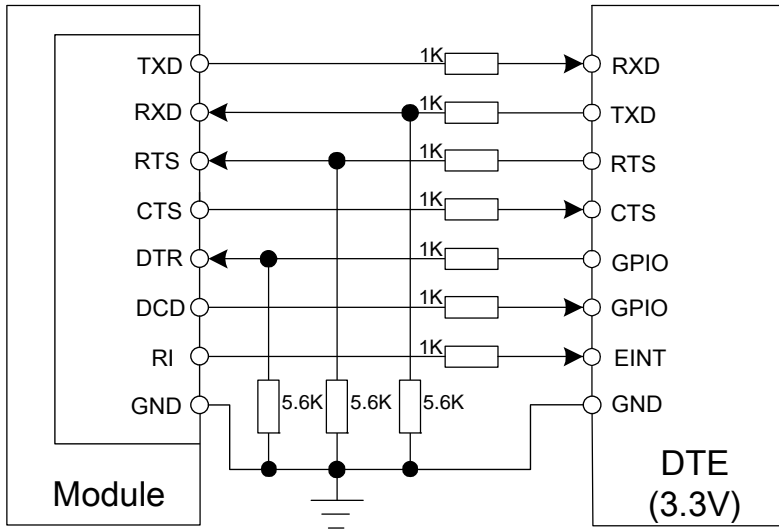 TXD 1K RXD
RXD 1K TXD
RTS 1K RTS
CTS 1K CTS
DTR 1K GPIO
DCD 1K GPIO
RI 1K EINT
GND 5.6K 5.6K 5.6K GND
Module
DTE
(3.3V)